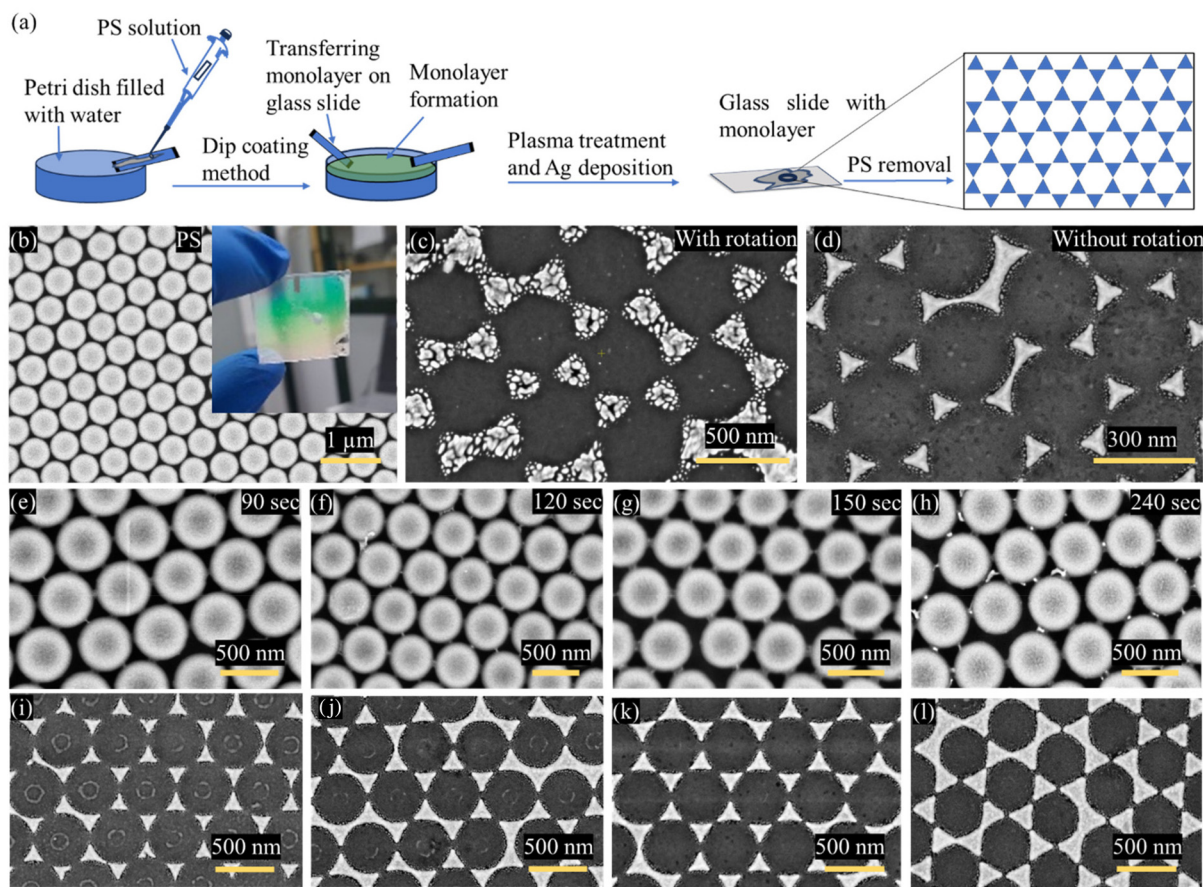 (a)
PS solution
Petri dish filled
with water
Dip coating
method
Transferring
monolayer on
glass slide
Monolayer
formation
Plasma treatment
and Ag deposition
Glass slide with
monolayer
PS removal
(b) PS
1 µm
(c) With rotation
500 nm
(d) Without rotation
300 nm
(e) 90 sec
500 nm
(f) 120 sec
500 nm
(g) 150 sec
500 nm
(h) 240 sec
500 nm
(i)
500 nm
(j)
500 nm
(k)
500 nm
(l)
500 nm